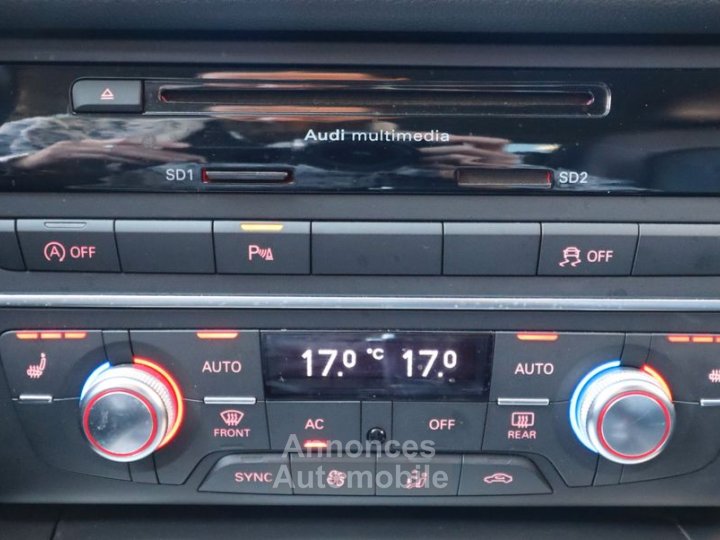 Audi multimedia
SD1 SD2
A OFF P OFF
AUTO 17.0 °C 17.0 AUTO
FRONT AC OFF REAR
SYNC
Annonces
Automobile